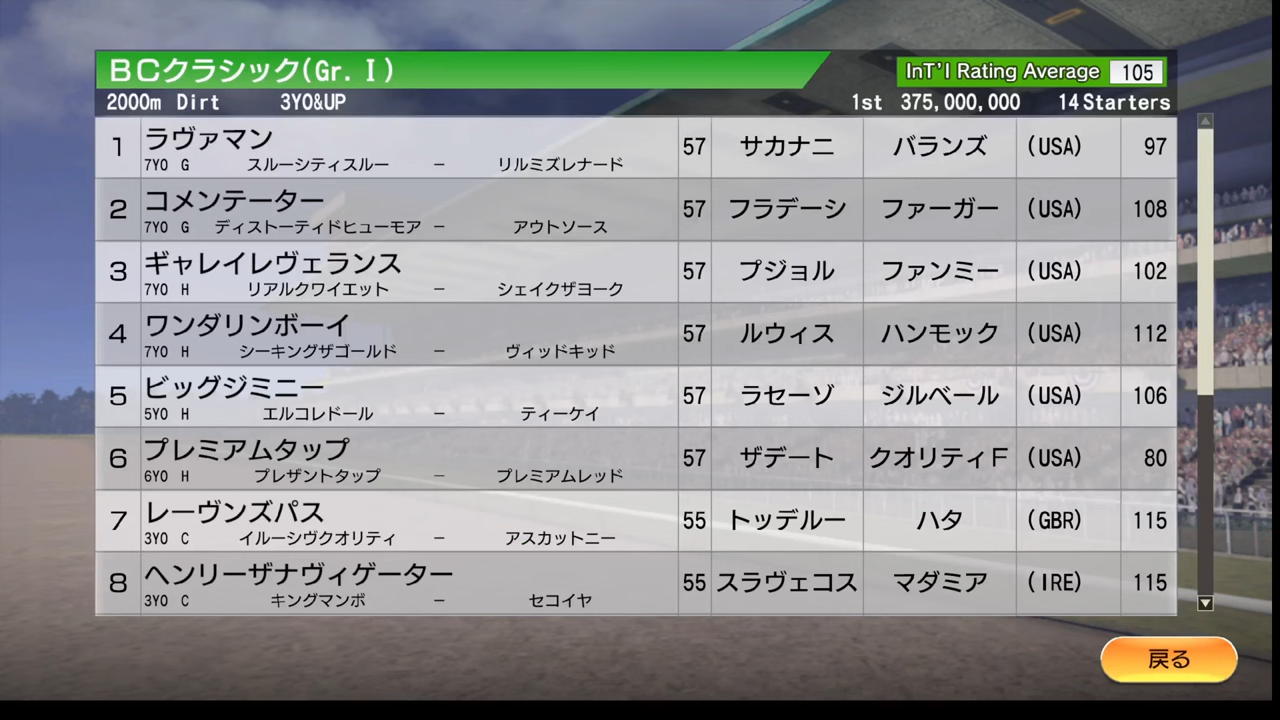 BCクラシック(Gr.Ⅰ)
InT'l Rating Average 105
2000m Dirt 3YO&UP 1st 375,000,000 14Starters
1 ラヴァマン 57 サカナニ バランズ (USA) 97
7YO G スルーシティスルー − リルミズレナード
2 コメンテーター 57 フラデーシ ファーガー (USA) 108
7YO G ディストーティドヒューモア − アウトソース
3 ギャレイレヴェランス 57 プジョル ファンミー (USA) 102
7YO H リアルクワイエット − シェイクザヨーク
4 ワンダリンボーイ 57 ルウィス ハンモック (USA) 112
7YO H シーキングザゴールド − ヴィッドキッド
5 ビッグジミニー 57 ラセーゾ ジルベール (USA) 106
5YO H エルコレドール − ティーケイ
6 プレミアムタップ 57 ザデート クオリティF (USA) 80
6YO H プレザントタップ − プレミアムレッド
7 レーヴンズパス 55 トッデルー ハタ (GBR) 115
3YO C イルーシヴクオリティ − アスカットニー
8 ヘンリーザナヴィゲーター 55 スラヴェコス マダミア (IRE) 115
3YO C キングマンボ − セコイヤ
戻る